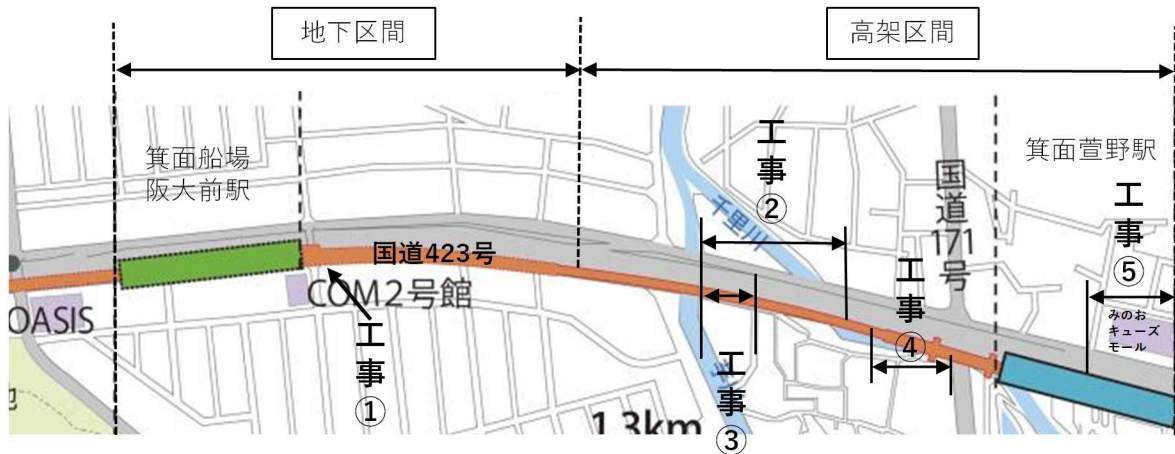 地下区間
高架区間
箕面船場
阪大前駅
工事②
千里川
国道171号
箕面萱野駅
工事⑤
国道423号
工事④
みのお
キューズ
モール
COM2号館
OASIS
工事①
工事③
1.3km